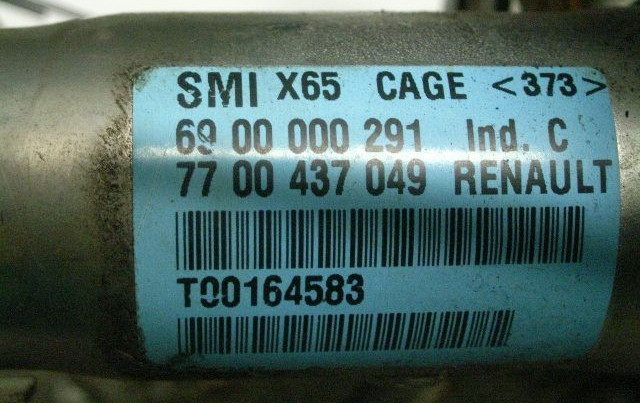 SMI X65 CAGE <373>
69 00 000 291 Ind. C
77 00 437 049 RENAULT
T00164583